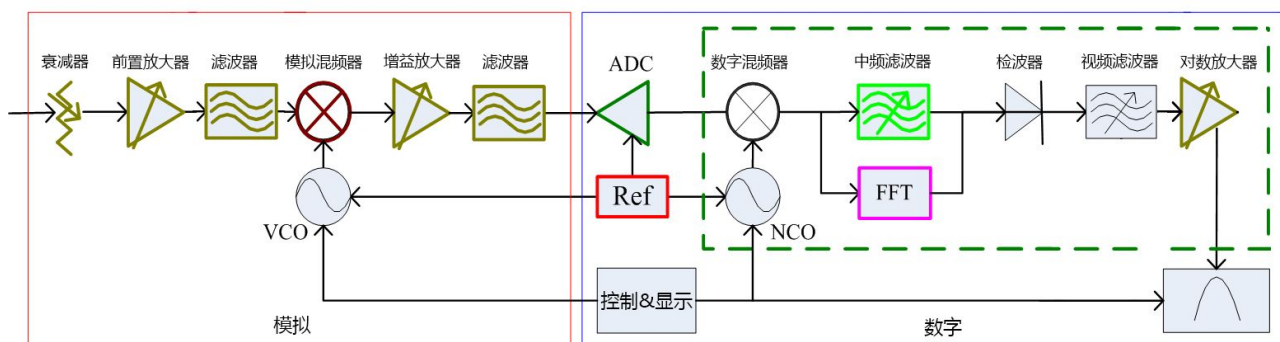 衰减器
前置放大器
滤波器
模拟混频器
增益放大器
滤波器
ADC
数字混频器
中频滤波器
检波器
视频滤波器
对数放大器
Ref
FFT
VCO
NCO
控制&显示
模拟
数字